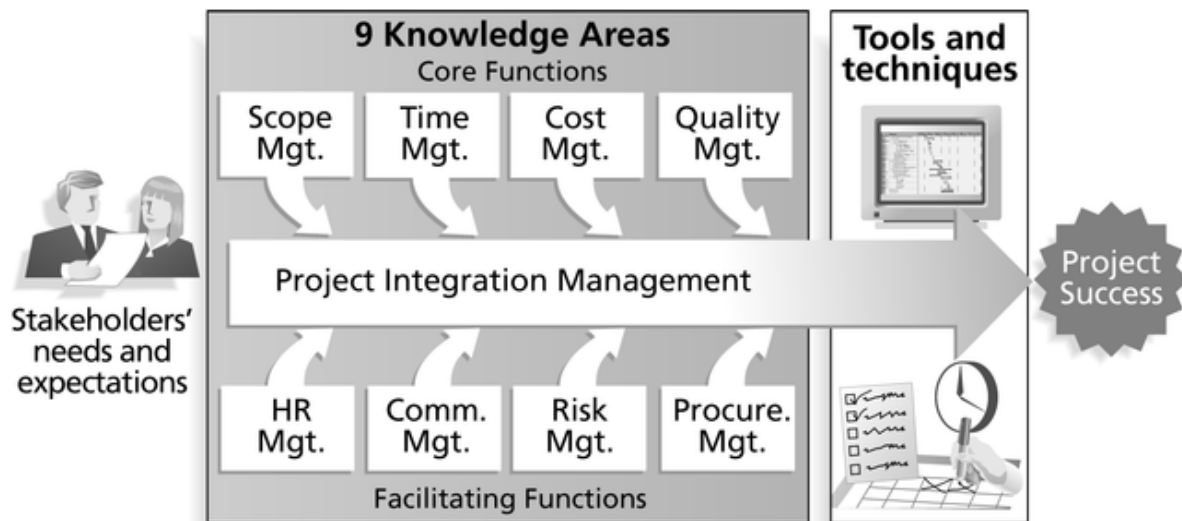 9 Knowledge Areas
Core Functions
Scope
Mgt.
Time
Mgt.
Cost
Mgt.
Quality
Mgt.
Tools and
techniques
Stakeholders’
needs and
expectations
Project Integration Management
Project
Success
HR
Mgt.
Comm.
Mgt.
Risk
Mgt.
Procure.
Mgt.
Facilitating Functions